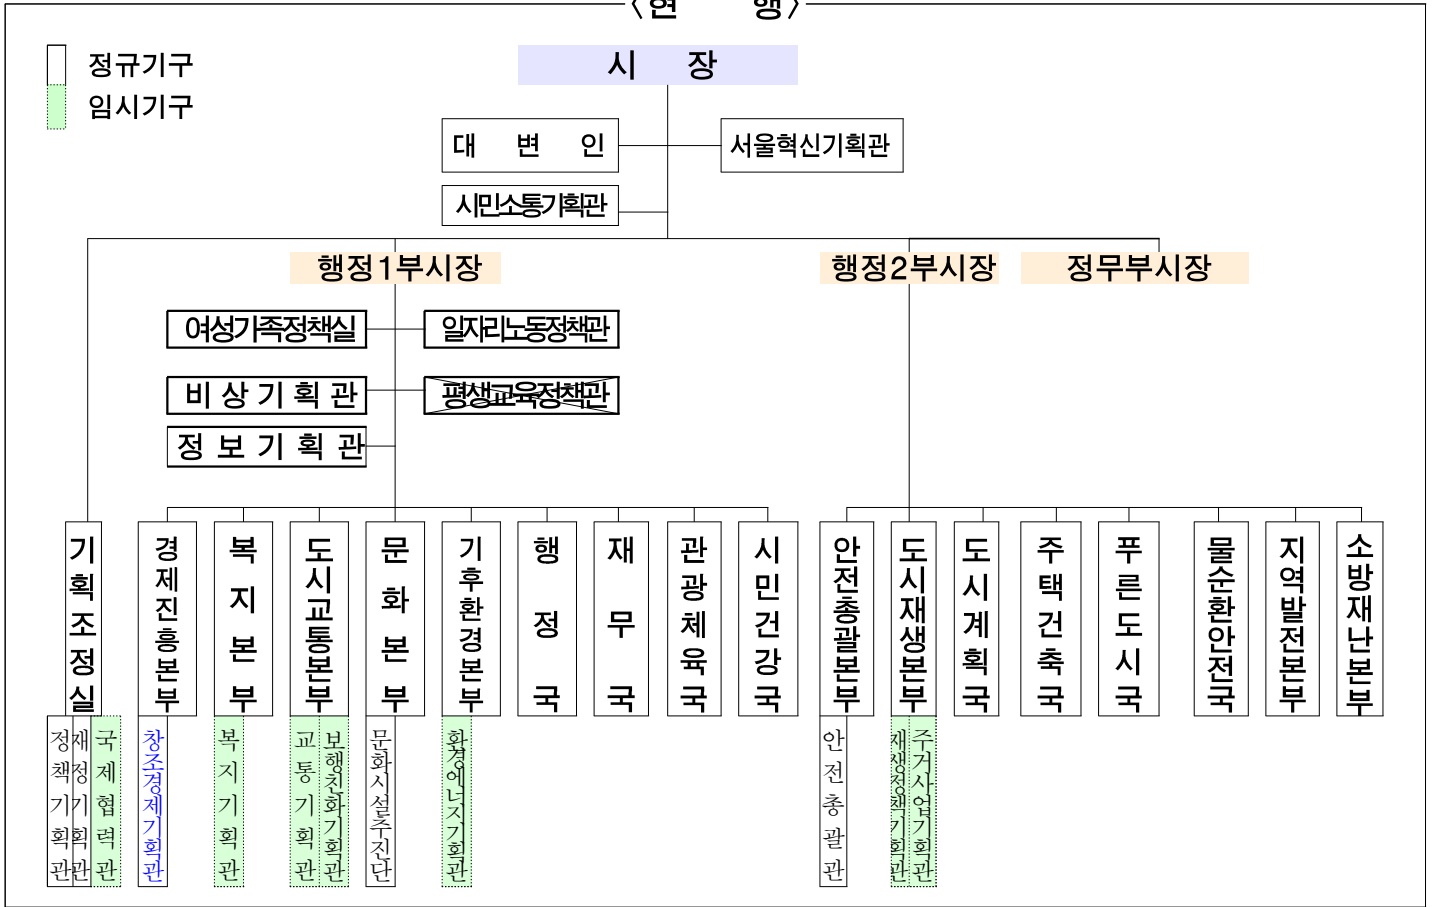 〈현 행〉
정규기구
임시기구
시 장
대 변 인
서울혁신기획관
시민소통기획관
행정1부시장
행정2부시장
정무부시장
여성가족정책실
일자리노동정책관
비상기획관
평생교육정책관
정보기획관
기획조정실
경제진흥본부
복지본부
도시교통본부
문화본부
기후환경본부
행정국
재무국
관광체육국
시민건강국
안전총괄본부
도시재생본부
도시계획국
주택건축국
푸른도시국
물순환안전국
지역발전본부
소방재난본부
정책기획관
재정기획관
국제협력관
창조경제기획관
복지기획관
교통기획관
보행친화기획관
문화시설추진단
환경에너지기획관
안전총괄관
재생정책기획관
주거사업기획관